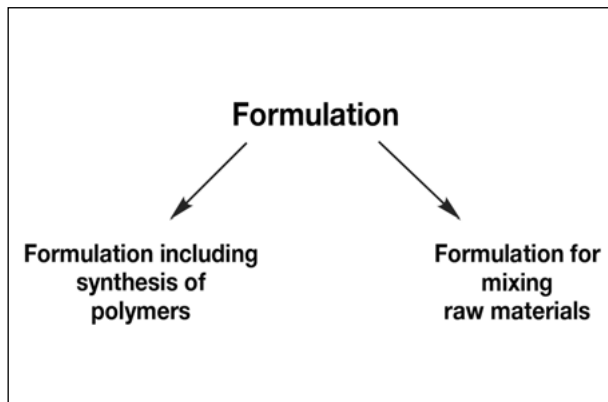 Formulation
Formulation including
synthesis of
polymers
Formulation for
mixing
raw materials